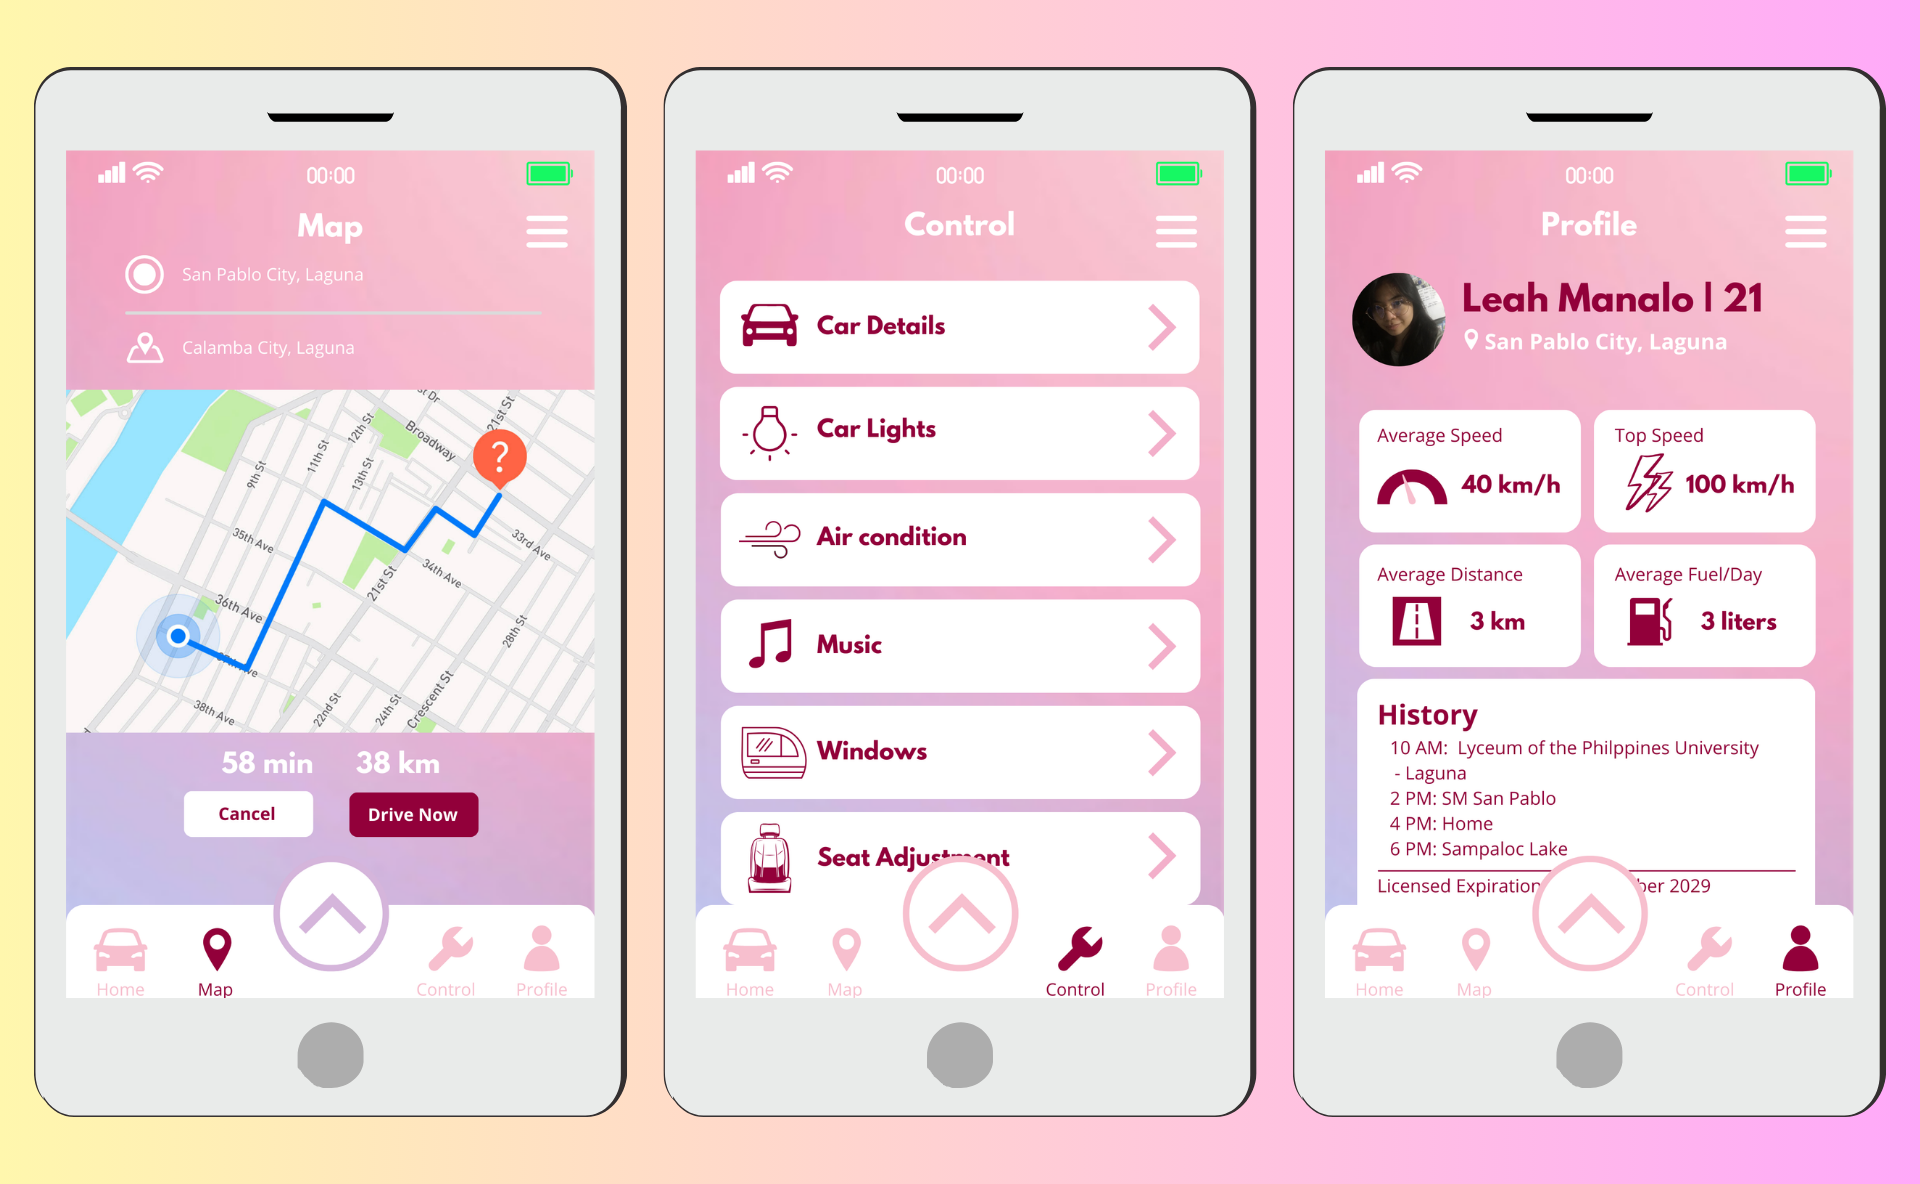 00:00
Map
San Pablo City, Laguna
Calamba City, Laguna
or Dr
21st St
12th St
Broadway
11th St
13th St
9th St
35th Ave
33rd Ave
34th Ave
21st St
36th Ave
28th St
38th Ave
22nd St
24th St
Crescent St
58 min 38 km
Cancel Drive Now
Home Map Control Profile
00:00
Control
Car Details
Car Lights
Air condition
Music
Windows
Seat Adjustment
Home Map Control Profile
00:00
Profile
Leah Manalo | 21
San Pablo City, Laguna
Average Speed
40 km/h
Top Speed
100 km/h
Average Distance
3 km
Average Fuel/Day
3 liters
History
10 AM: Lyceum of the Philppines University
- Laguna
2 PM: SM San Pablo
4 PM: Home
6 PM: Sampaloc Lake
Licensed Expiration ber 2029
Home Map Control Profile